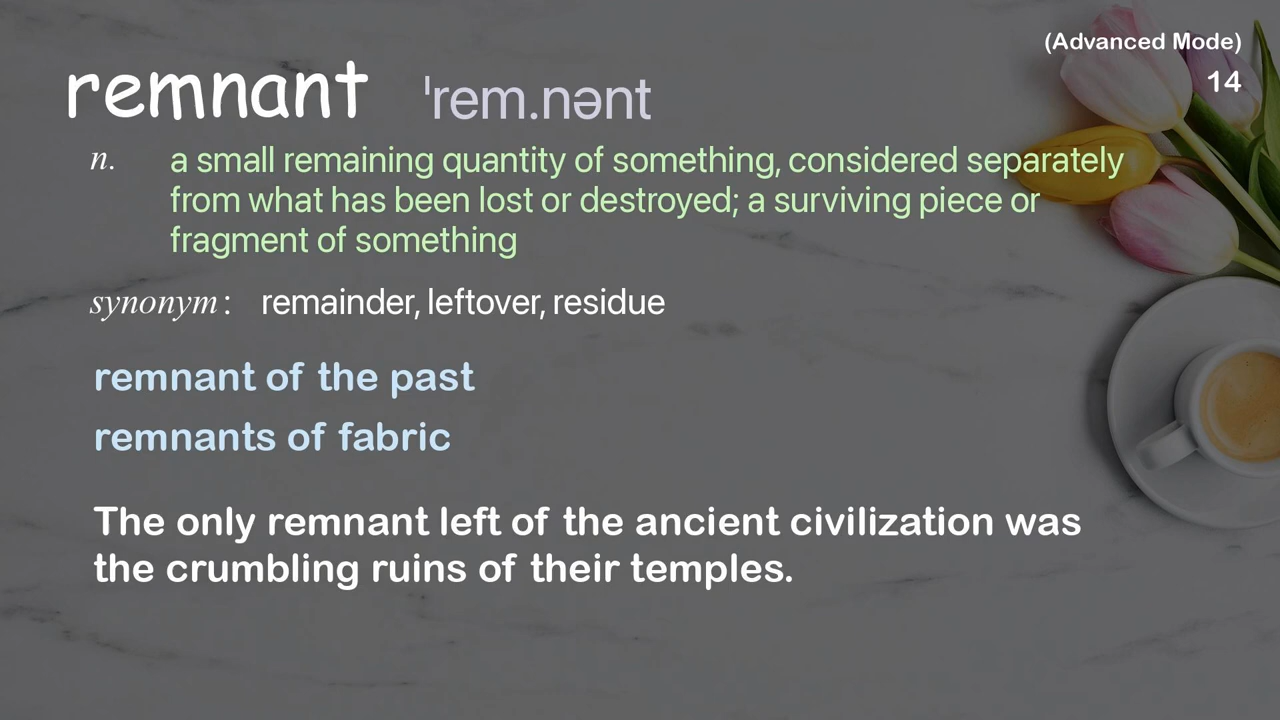 (Advanced Mode)
14
remnant ˈrem.nənt
n. a small remaining quantity of something, considered separately
from what has been lost or destroyed; a surviving piece or
fragment of something
synonym: remainder, leftover, residue
remnant of the past
remnants of fabric
The only remnant left of the ancient civilization was
the crumbling ruins of their temples.